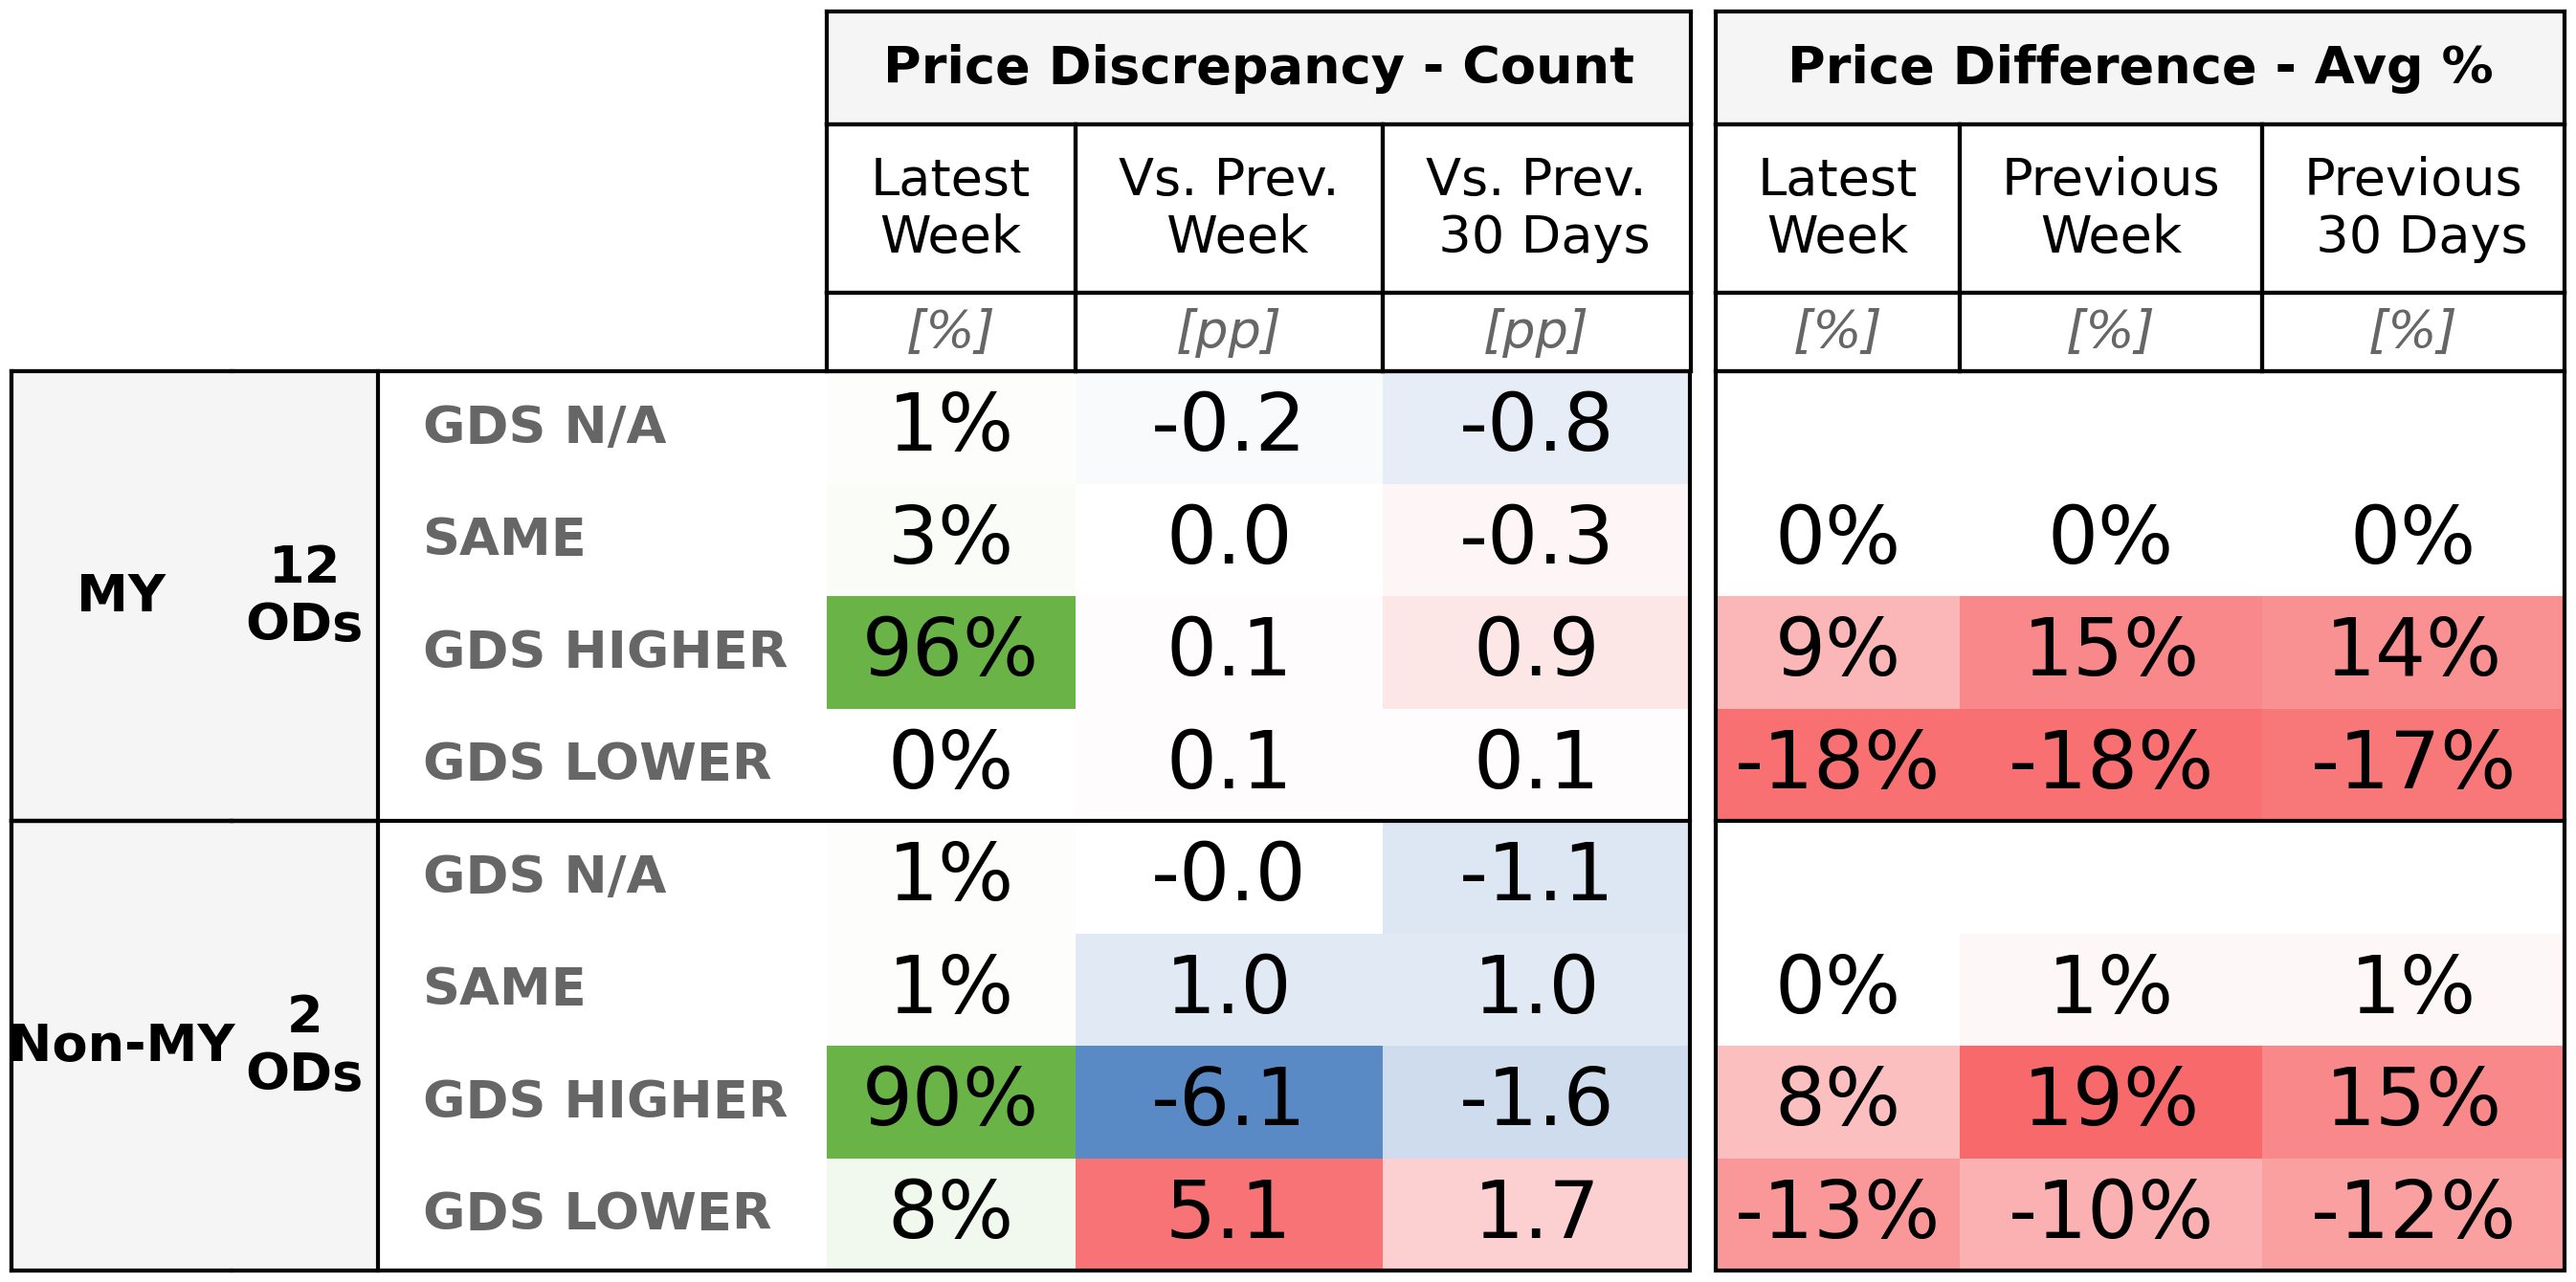 Price Discrepancy - Count Price Difference - Avg %
Latest Week Vs. Prev. Week Vs. Prev. 30 Days Latest Week Previous Week Previous 30 Days
[%] [pp] [pp] [%] [%] [%]
MY 12 ODs
GDS N/A 1% -0.2 -0.8
SAME 3% 0.0 -0.3 0% 0% 0%
GDS HIGHER 96% 0.1 0.9 9% 15% 14%
GDS LOWER 0% 0.1 0.1 -18% -18% -17%
Non-MY 2 ODs
GDS N/A 1% -0.0 -1.1
SAME 1% 1.0 1.0 0% 1% 1%
GDS HIGHER 90% -6.1 -1.6 8% 19% 15%
GDS LOWER 8% 5.1 1.7 -13% -10% -12%